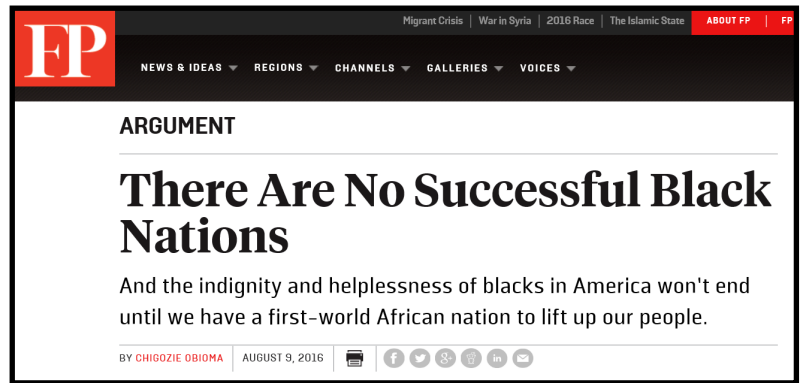 Migrant Crisis | War in Syria | 2016 Race | The Islamic State ABOUT FP | FP
FP
NEWS & IDEAS REGIONS CHANNELS GALLERIES VOICES
ARGUMENT
There Are No Successful Black
Nations
And the indignity and helplessness of blacks in America won't end
until we have a first-world African nation to lift up our people.
BY CHIGOZIE OBIOMA AUGUST 9, 2016 f g+ in